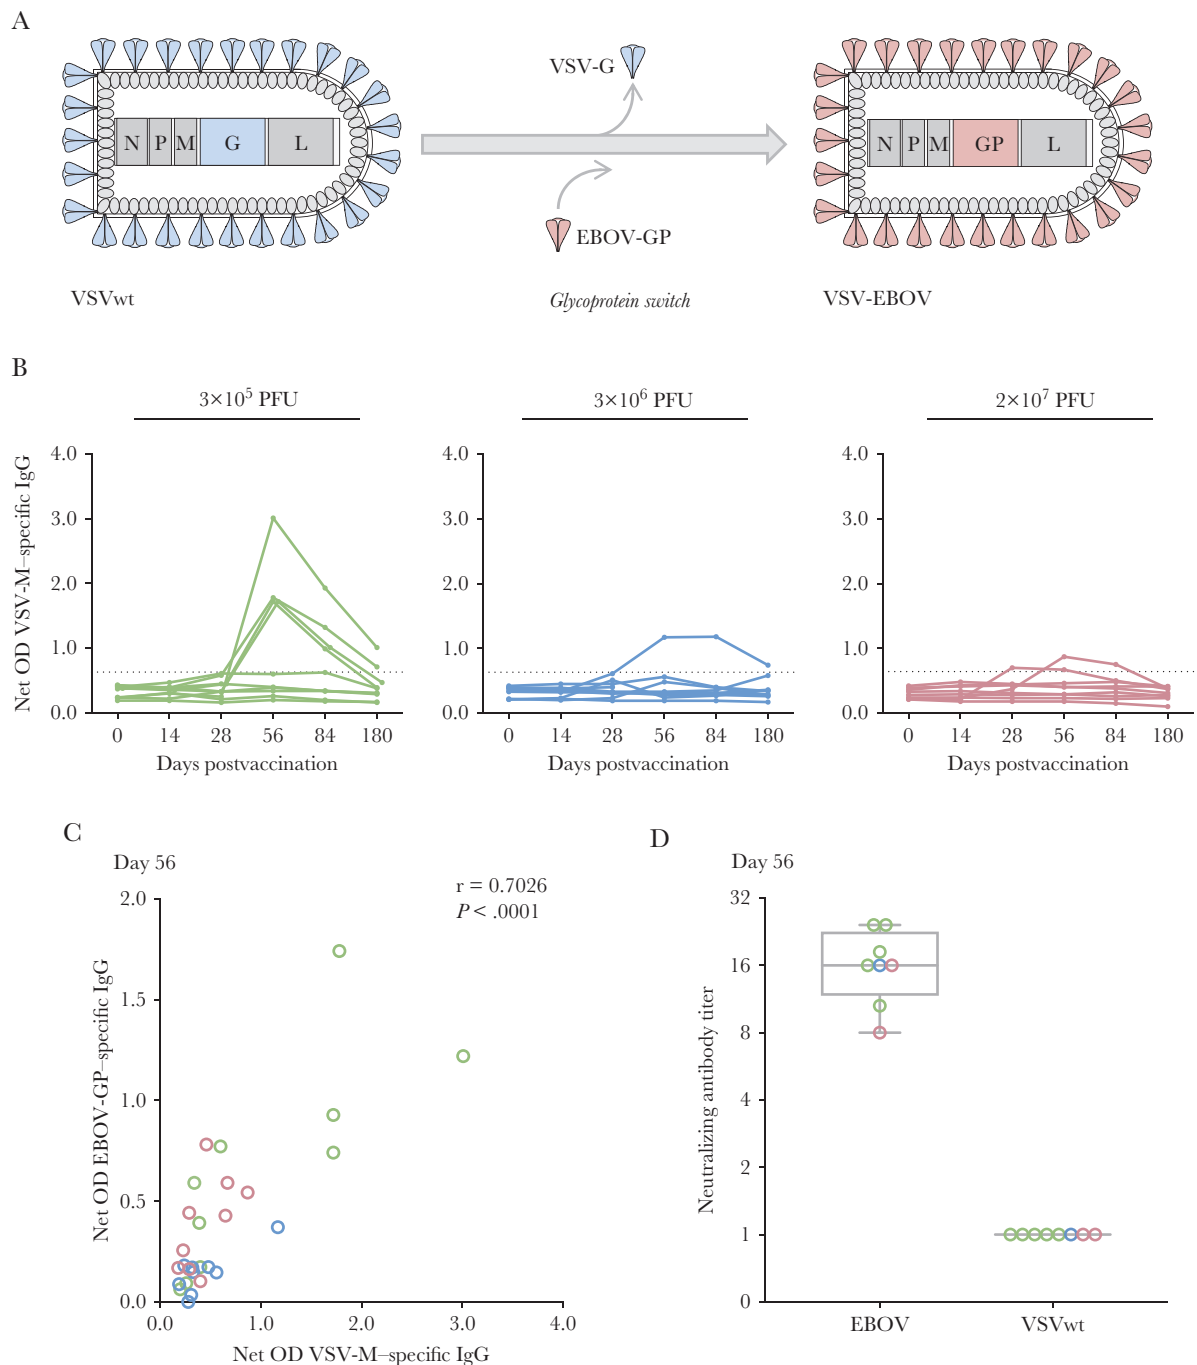 A
VSV-G
N P M G L
N P M GP L
EBOV-GP
VSVwt
Glycoprotein switch
VSV-EBOV
B
3×10⁵ PFU
3×10⁶ PFU
2×10⁷ PFU
Net OD VSV-M–specific IgG
4.0
3.0
2.0
1.0
0.0
0 14 28 56 84 180
Days postvaccination
4.0
3.0
2.0
1.0
0.0
0 14 28 56 84 180
Days postvaccination
4.0
3.0
2.0
1.0
0.0
0 14 28 56 84 180
Days postvaccination
C
Day 56
r = 0.7026
P < .0001
Net OD EBOV-GP–specific IgG
2.0
1.5
1.0
0.5
0.0
0.0 1.0 2.0 3.0 4.0
Net OD VSV-M–specific IgG
D
Day 56
Neutralizing antibody titer
32
16
8
4
2
1
0
EBOV VSVwt